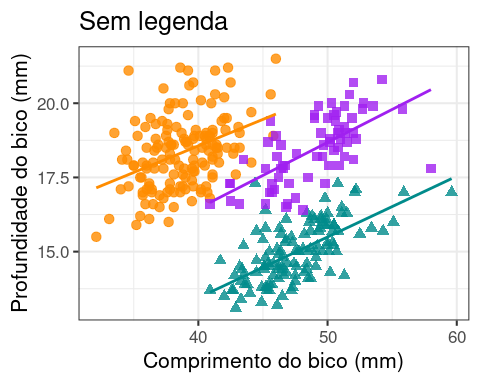 Sem legenda
Profundidade do bico (mm)
20.0
17.5
15.0
40
50
60
Comprimento do bico (mm)